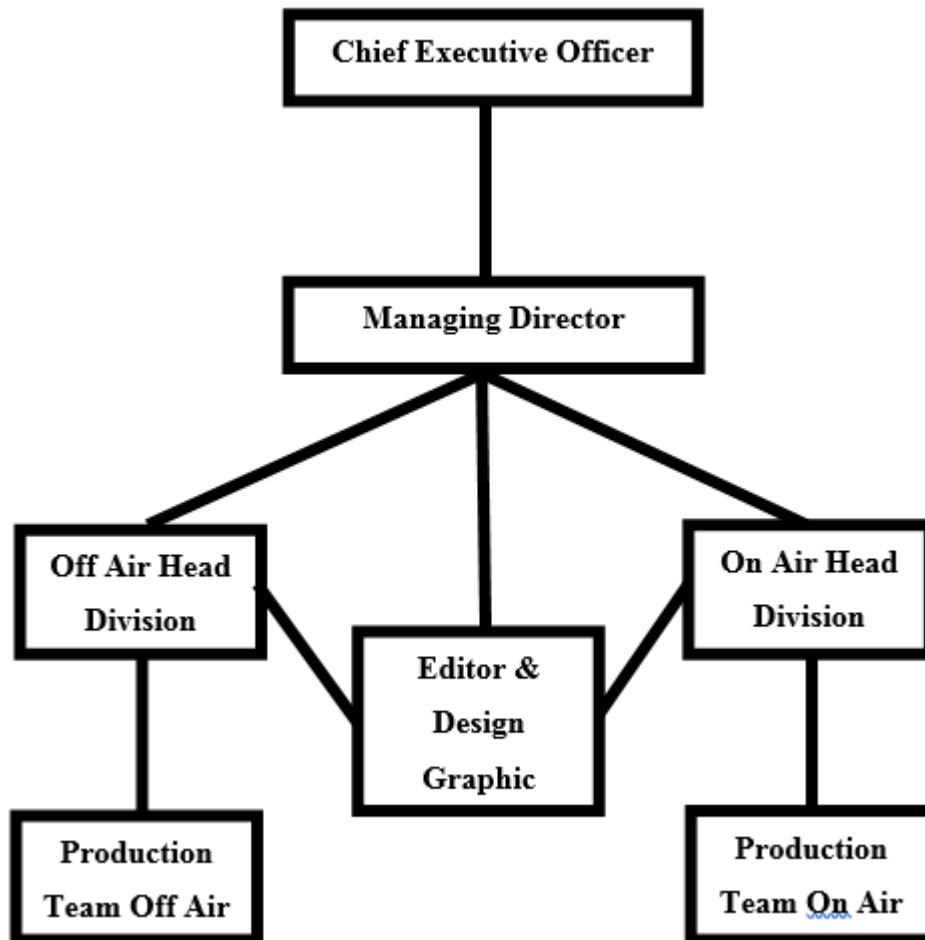 Chief Executive Officer
Managing Director
Off Air Head
Division
On Air Head
Division
Editor &
Design
Graphic
Production
Team Off Air
Production
Team On Air